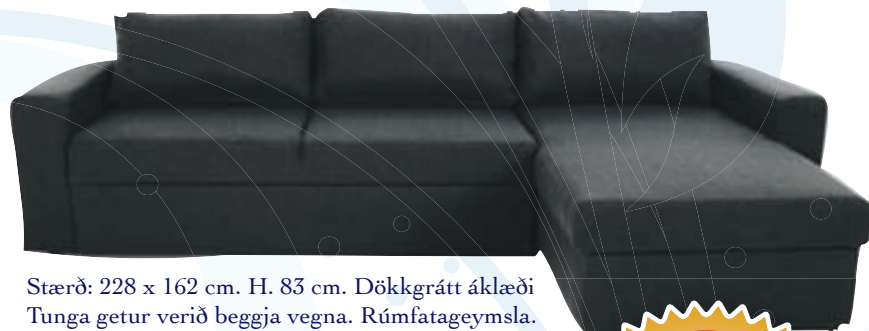 Stærð: 228 x 162 cm. H. 83 cm. Dökkgrátt áklæði
Tunga getur verið beggja vegna. Rúmfatageymsla.